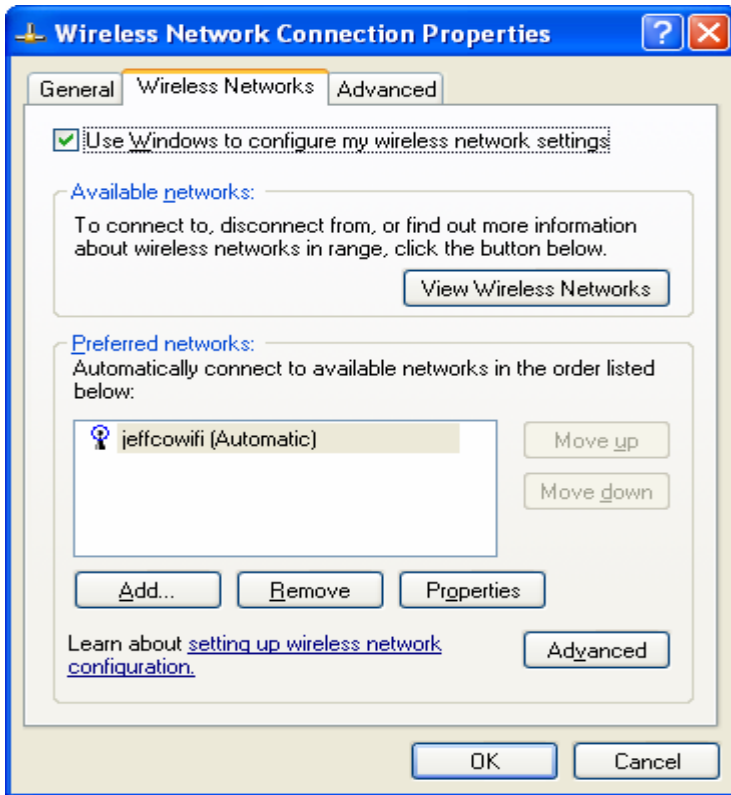 Wireless Network Connection Properties
General
Wireless Networks
Advanced
Use Windows to configure my wireless network settings
Available networks:
To connect to, disconnect from, or find out more information
about wireless networks in range, click the button below.
View Wireless Networks
Preferred networks:
Automatically connect to available networks in the order listed
below:
jeffcowifi (Automatic)
Move up
Move down
Add...
Remove
Properties
Learn about setting up wireless network
configuration.
Advanced
OK
Cancel